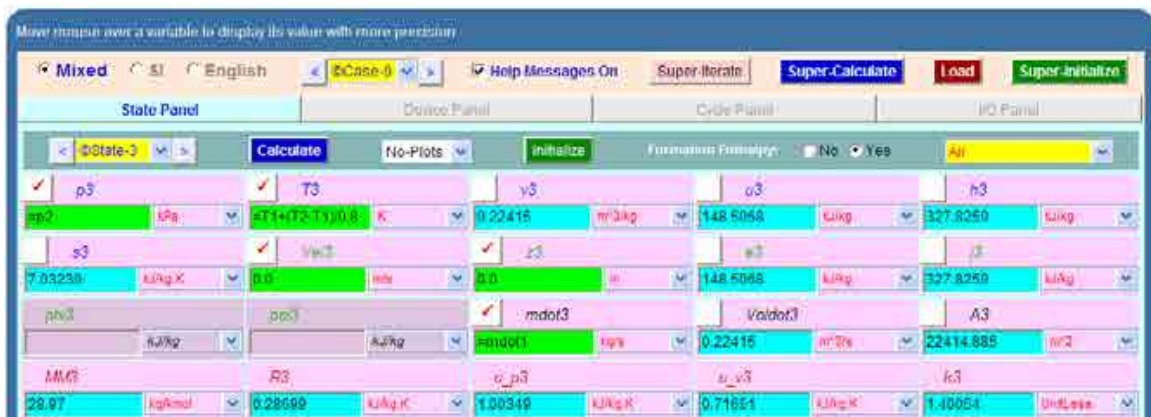 Move mouse over a variable to display its value with more precision
Mixed SI English < ©Case-0 > Help Messages On Super-Iterate Super-Calculate Load Super-Initialize
State Panel Device Panel Cycle Panel I/O Panel
< ©State-3 > Calculate No-Plots Initialize Formation Enthalpy: No Yes Air
p3 T3 v3 u3 h3
=p2 kPa =T1+(T2-T1)/0.8 K 0.22415 m^3/kg 148.5068 kJ/kg 327.8259 kJ/kg
s3 Vel3 z3 e3 j3
7.03239 kJ/kg.K 0.0 m/s 0.0 m 148.5068 kJ/kg 327.8259 kJ/kg
phi3 psi3 mdot3 Voldot3 A3
kJ/kg kJ/kg =mdot1 kg/s 0.22415 m^3/s 22414.885 m^2
MM3 R3 c_p3 c_v3 k3
28.97 kg/kmol 0.28699 kJ/kg.K 1.00349 kJ/kg.K 0.71651 kJ/kg.K 1.40054 UnitLess